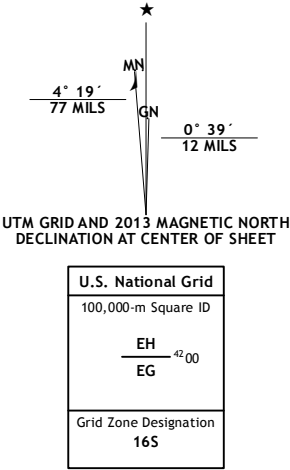 ★
MN
4° 19´
77 MILS
GN
0° 39´
12 MILS
UTM GRID AND 2013 MAGNETIC NORTH
DECLINATION AT CENTER OF SHEET
U.S. National Grid
100,000-m Square ID
EH
⁴²00
EG
Grid Zone Designation
16S